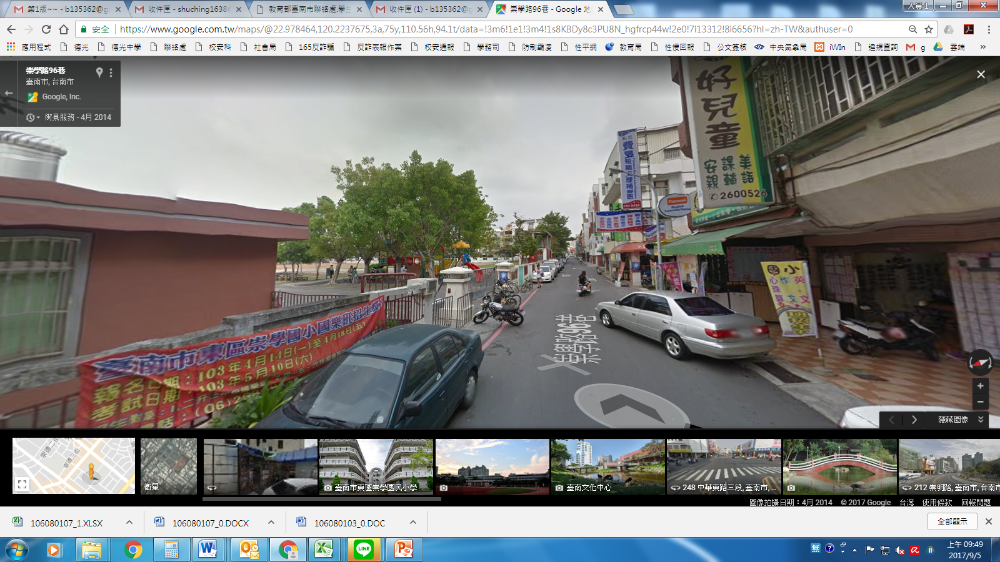 人員 1
第1版~~ - b135362@g
收件匣 - shuching1638
教育部臺南市聯絡處,學生
收件匣 (1) - b135362@g
崇學路96巷 - Google 地
安全
https://www.google.com.tw/maps/@22.978464,120.2237675,3a,75y,110.56h,94.1t/data=!3m6!1e1!3m4!1s8KBDy8c3PU8N_hgfrcp44w!2e0!7i13312!8i6656?hl=zh-TW&authuser=0
應用程式 德光 德光中學 聯絡處 校安科 社會局 165反詐騙 反詐表報作業 校安通報 學務司 防制霸凌 性平網 教育局 性侵回報 公文簽核 中央氣象局 iWIn 違規查詢 g 雲端 »
崇學路96巷
臺南市, 台南市
Google, Inc.
街景服務 - 4月 2014
好兒童
安親 課輔 美語
2600526
私立費曼短期文理補習班
臺南市東區崇學國小國樂班招生
報名日期：103年4月14日(一)至4月18日(五)
考試日期：103年5月10日(六)
崇學路96巷
隱藏圖像
衛星
臺南市東區崇學國民小學
臺南文化中心
248 中華東路三段, 臺南市, ...
212 崇明路, 臺南市, 台南市
圖像拍攝日期：4月 2014 © 2017 Google 台灣 使用條款 回報問題
106080107_1.XLSX
106080107_0.DOCX
106080103_0.DOC
全部顯示
LINE
無
上午 09:49
2017/9/5